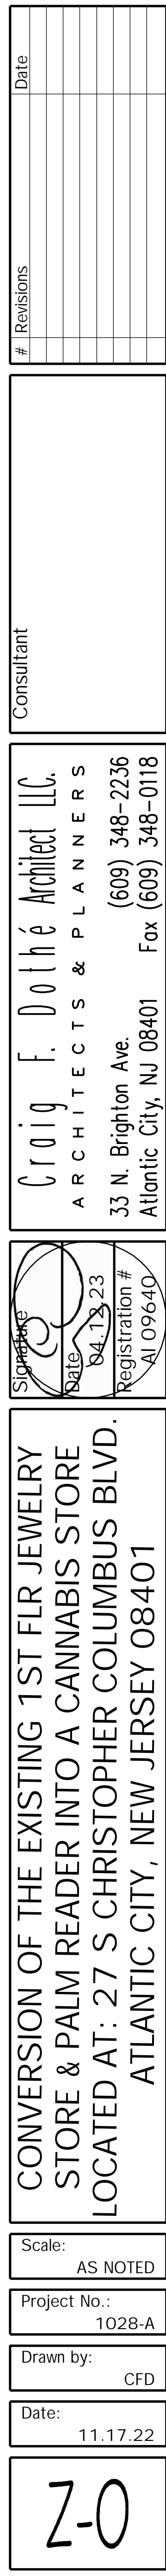 # Revisions Date
Consultant
Craig F. Dothé Architect LLC.
ARCHITECTS & PLANNERS
33 N. Brighton Ave. (609) 348-2236
Atlantic City, NJ 08401 Fax (609) 348-0118
Signature
Date
04.12.23
Registration #
AI 09640
CONVERSION OF THE EXISTING 1ST FLR JEWELRY
STORE & PALM READER INTO A CANNABIS STORE
LOCATED AT: 27 S CHRISTOPHER COLUMBUS BLVD.
ATLANTIC CITY, NEW JERSEY 08401
Scale:
AS NOTED
Project No.:
1028-A
Drawn by:
CFD
Date:
11.17.22
Z-0